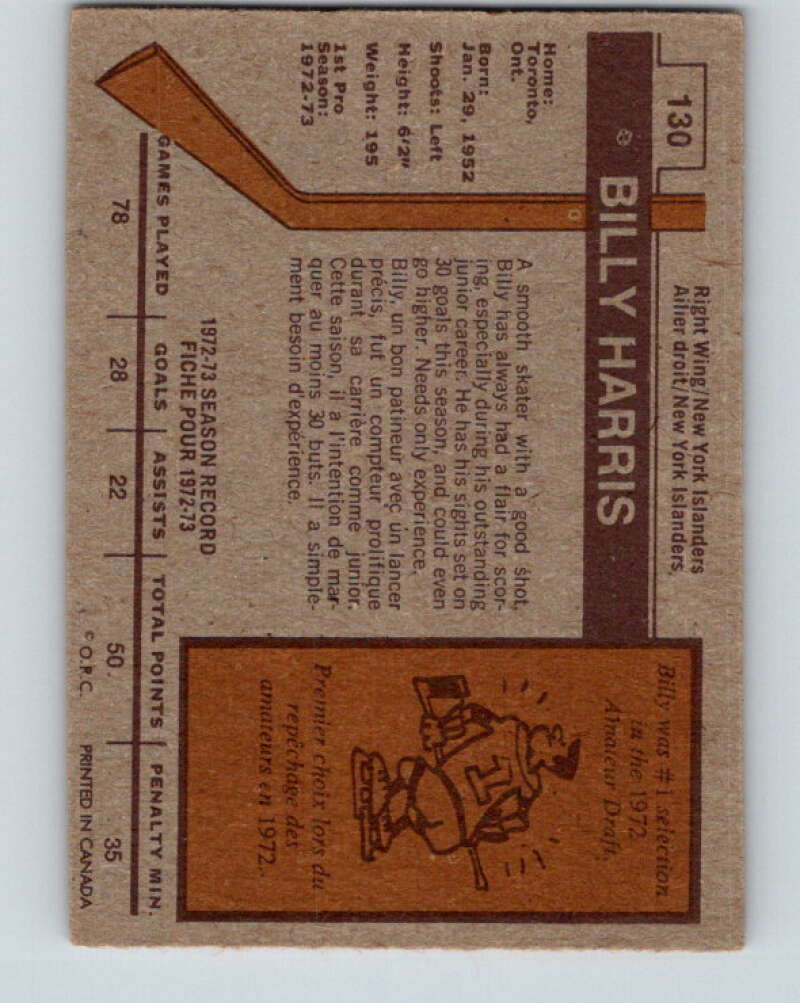 130
Right Wing/New York Islanders
Ailier droit/New York Islanders
BILLY HARRIS
Home:
Toronto,
Ont.
Born:
Jan. 29, 1952
Shoots: Left
Height: 6'2"
Weight: 195
1st Pro
Season:
1972-73
A smooth skater with a good shot,
Billy has always had a flair for scor-
ing, especially during his outstanding
junior career. He has his sights set on
30 goals this season, and could even
go higher. Needs only experience.
Billy, un bon patineur avec un lancer
précis, fut un compteur prolifique
durant sa carrière comme junior.
Cette saison, il a l'intention de mar-
quer au moins 30 buts. Il a simple-
ment besoin d'expérience.
Billy was #1 selection
in the 1972
Amateur Draft.
1
Premier choix lors du
repêchage des
amateurs en 1972.
1972-73 SEASON RECORD
FICHE POUR 1972-73
GAMES PLAYED GOALS ASSISTS TOTAL POINTS PENALTY MIN.
78 28 22 50 35
© O.P.C. PRINTED IN CANADA